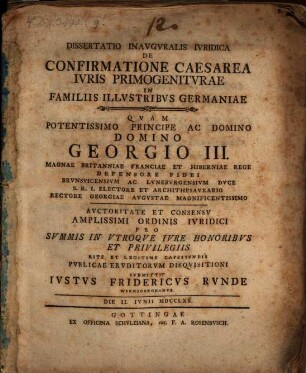 DISSERTATIO INAVGVRALIS IVRIDICA
DE
CONFIRMATIONE CAESAREA
IVRIS PRIMOGENITVRAE
IN
FAMILIIS ILLVSTRIBVS GERMANIAE
QVAM
POTENTISSIMO PRINCIPE AC DOMINO
DOMINO
GEORGIO III.
MAGNAE BRITANNIAE FRANCIAE ET HIBERNIAE REGE
DEFENSORE FIDEI
BRVNSVICENSIVM AC LVNEBVRGENSIVM DVCE
S. R. I. ELECTORE ET ARCHITHESAVRARIO
RECTORE GEORGIAE AVGVSTAE MAGNIFICENTISSIMO
AVCTORITATE ET CONSENSV
AMPLISSIMI ORDINIS IVRIDICI
PRO
SVMMIS IN VTROQVE IVRE HONORIBVS
ET PRIVILEGIIS
RITE ET LEGITIME CAPESSENDIS
PVBLICAE ERVDITORVM DISQVISITIONI
SVBMITTIT
IVSTVS FRIDERICVS RVNDE
WERNIGERODANVS.
DIE II. IVNII MDCCLXX.
GOTTINGAE
EX OFFICINA SCHVLZIANA, cur. F. A. ROSENBVSCH.